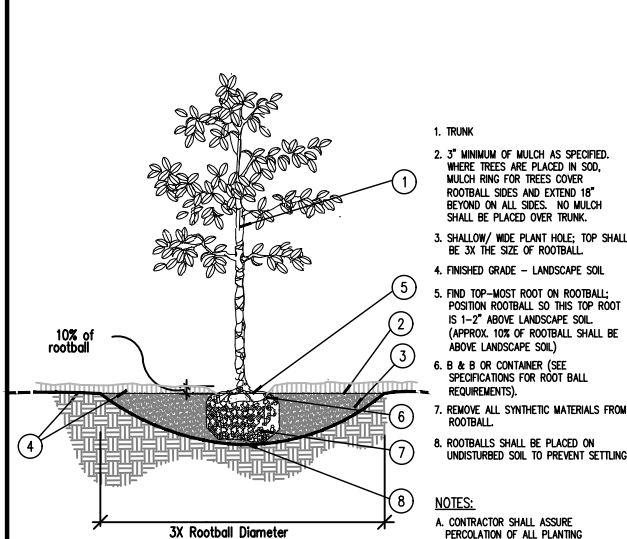 1. TRUNK
2. 3" MINIMUM OF MULCH AS SPECIFIED.
WHERE TREES ARE PLACED IN SOD,
MULCH RING FOR TREES COVER
ROOTBALL SIDES AND EXTEND 18"
BEYOND ON ALL SIDES. NO MULCH
SHALL BE PLACED OVER TRUNK.
3. SHALLOW/ WIDE PLANT HOLE; TOP SHALL
BE 3X THE SIZE OF ROOTBALL.
4. FINISHED GRADE – LANDSCAPE SOIL
5. FIND TOP-MOST ROOT ON ROOTBALL;
POSITION ROOTBALL SO THIS TOP ROOT
IS 1-2" ABOVE LANDSCAPE SOIL.
(APPROX. 10% OF ROOTBALL SHALL BE
ABOVE LANDSCAPE SOIL)
6. B & B OR CONTAINER (SEE
SPECIFICATIONS FOR ROOT BALL
REQUIREMENTS).
7. REMOVE ALL SYNTHETIC MATERIALS FROM
ROOTBALL.
8. ROOTBALLS SHALL BE PLACED ON
UNDISTURBED SOIL TO PREVENT SETTLING
NOTES:
A. CONTRACTOR SHALL ASSURE
PERCOLATION OF ALL PLANTING
1
5
2
3
6
7
8
4
10% of
rootball
3X Rootball Diameter